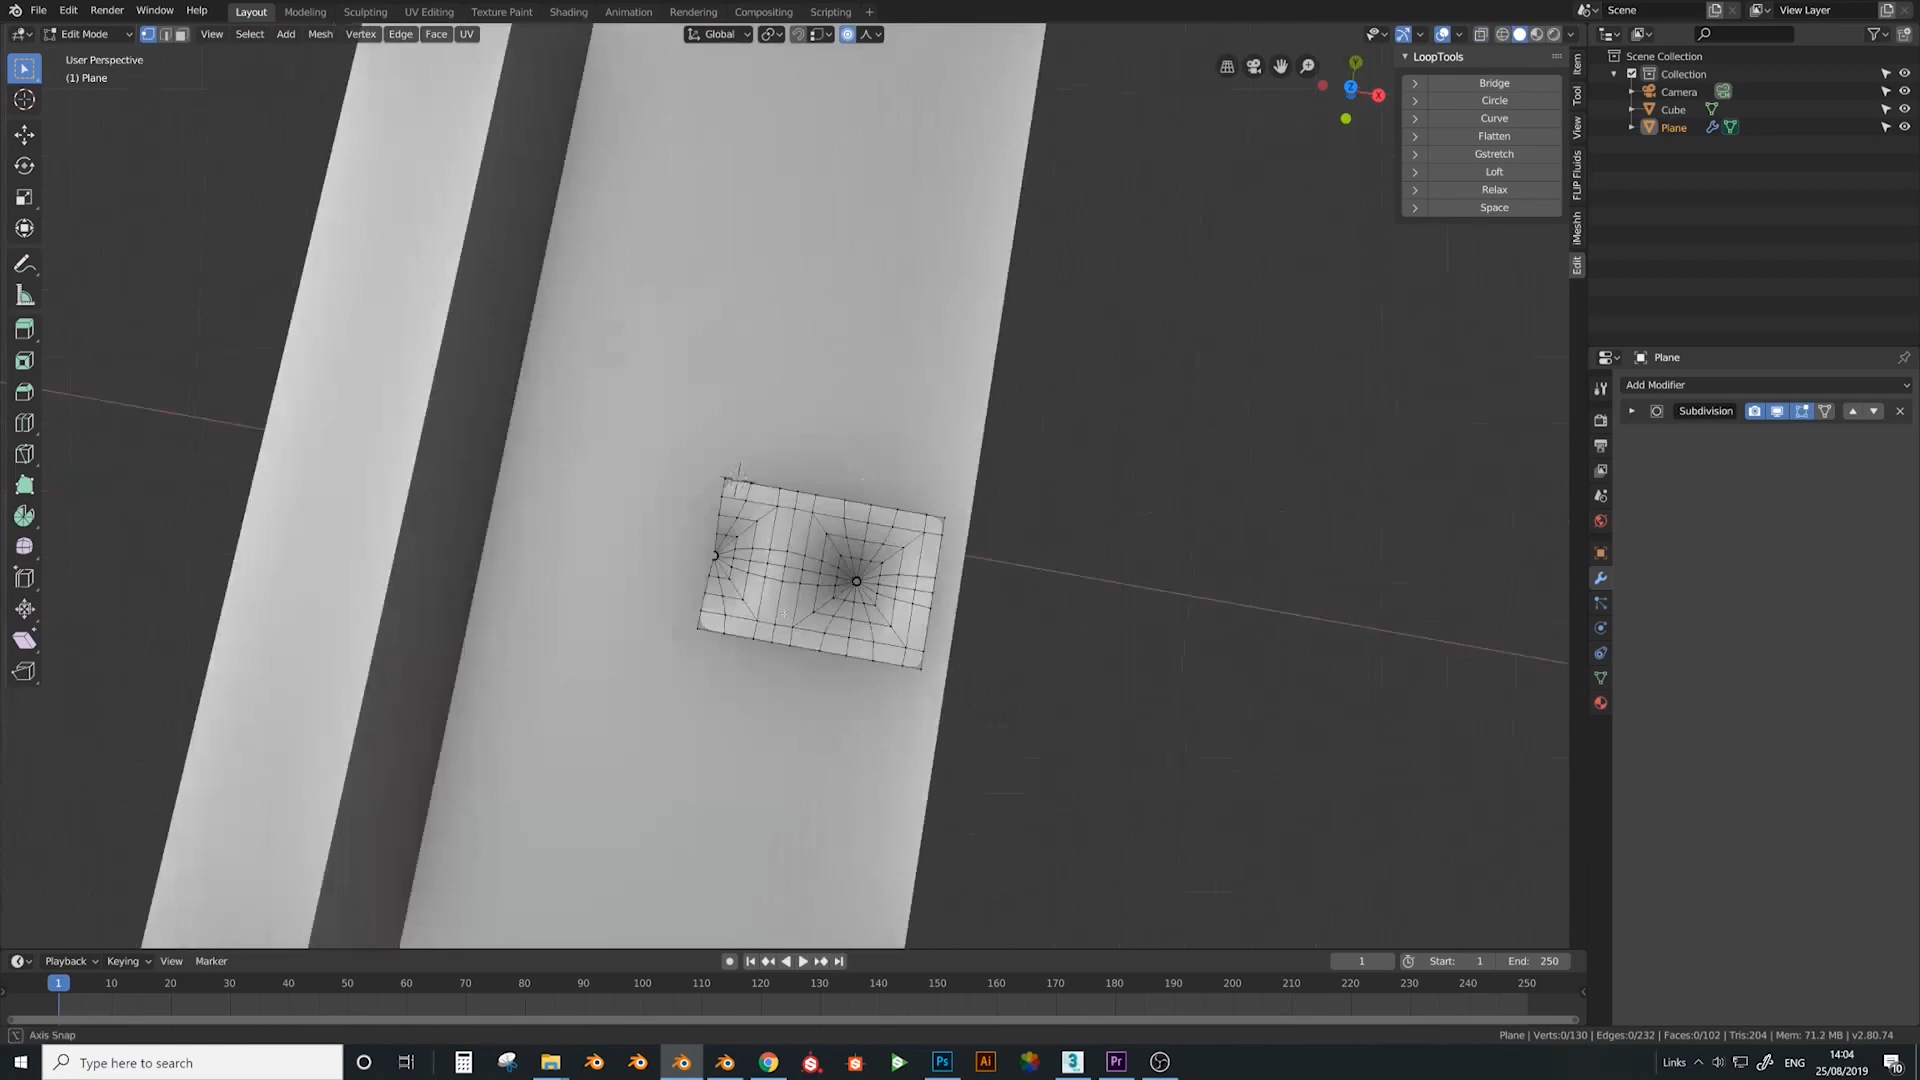 File Edit Render Window Help Layout Modeling Sculpting UV Editing Texture Paint Shading Animation Rendering Compositing Scripting + Scene View Layer
Edit Mode View Select Add Mesh Vertex Edge Face UV Global
User Perspective
(1) Plane
LoopTools
Bridge
Circle
Curve
Flatten
Gstretch
Loft
Relax
Space
Item
Tool
View
FLIP Fluids
iMeshh
Edit
Y
Z
X
Scene Collection
Collection
Camera
Cube
Plane
Plane
Add Modifier
Subdivision
Playback Keying View Marker 1 Start: 1 End: 250
1 10 20 30 40 50 60 70 80 90 100 110 120 130 140 150 160 170 180 190 200 210 220 230 240 250
Axis Snap Plane | Verts:0/130 | Edges:0/232 | Faces:0/102 | Tris:204 | Mem: 71.2 MB | v2.80.74
Type here to search Ps Ai 3 Pr Links ENG 14:04
25/08/2019 10